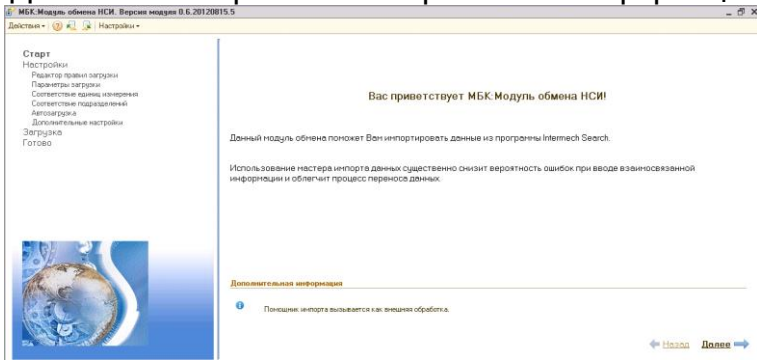 МБК:Модуль обмена НСИ. Версия модуля 0.6.20120815.5
Действия Настройки
Старт
Настройки
Редактор правил загрузки
Параметры загрузки
Соответствие единиц измерения
Соответствие подразделений
Автозагрузка
Дополнительные настройки
Загрузка
Готово
Вас приветствует МБК:Модуль обмена НСИ!
Данный модуль обмена поможет Вам импортировать данные из программы Intermech Search.
Использование мастера импорта данных существенно снизит вероятность ошибок при вводе взаимосвязанной
информации и облегчит процесс переноса данных.
Дополнительная информация
Помощник импорта вызывается как внешняя обработка.
Назад Далее